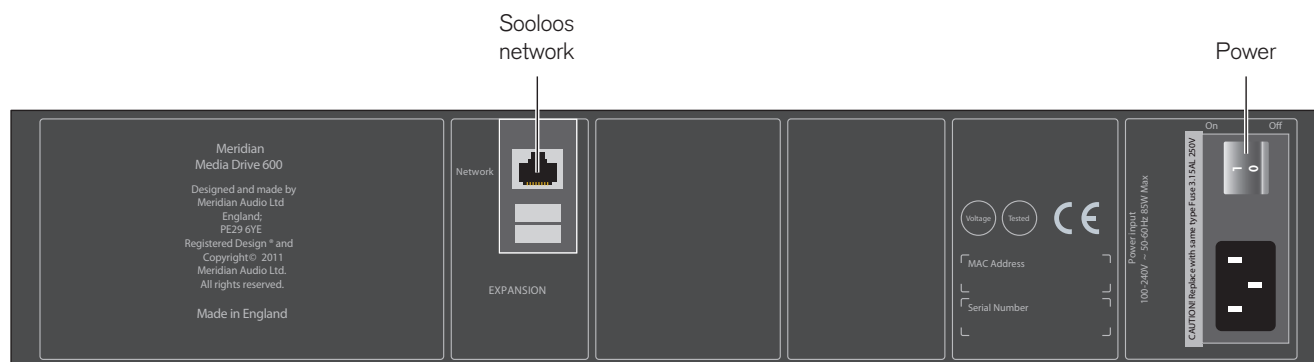 Sooloos
network
Power
Meridian
Media Drive 600
Designed and made by
Meridian Audio Ltd
England;
PE29 6YE
Registered Design ® and
Copyright© 2011
Meridian Audio Ltd.
All rights reserved.
Made in England
Network
EXPANSION
Voltage
Tested
CE
MAC Address
Serial Number
Power input
100-240V ~ 50-60Hz 85W Max
CAUTION! Replace with same type Fuse 3.15AL 250V
On
Off
I O